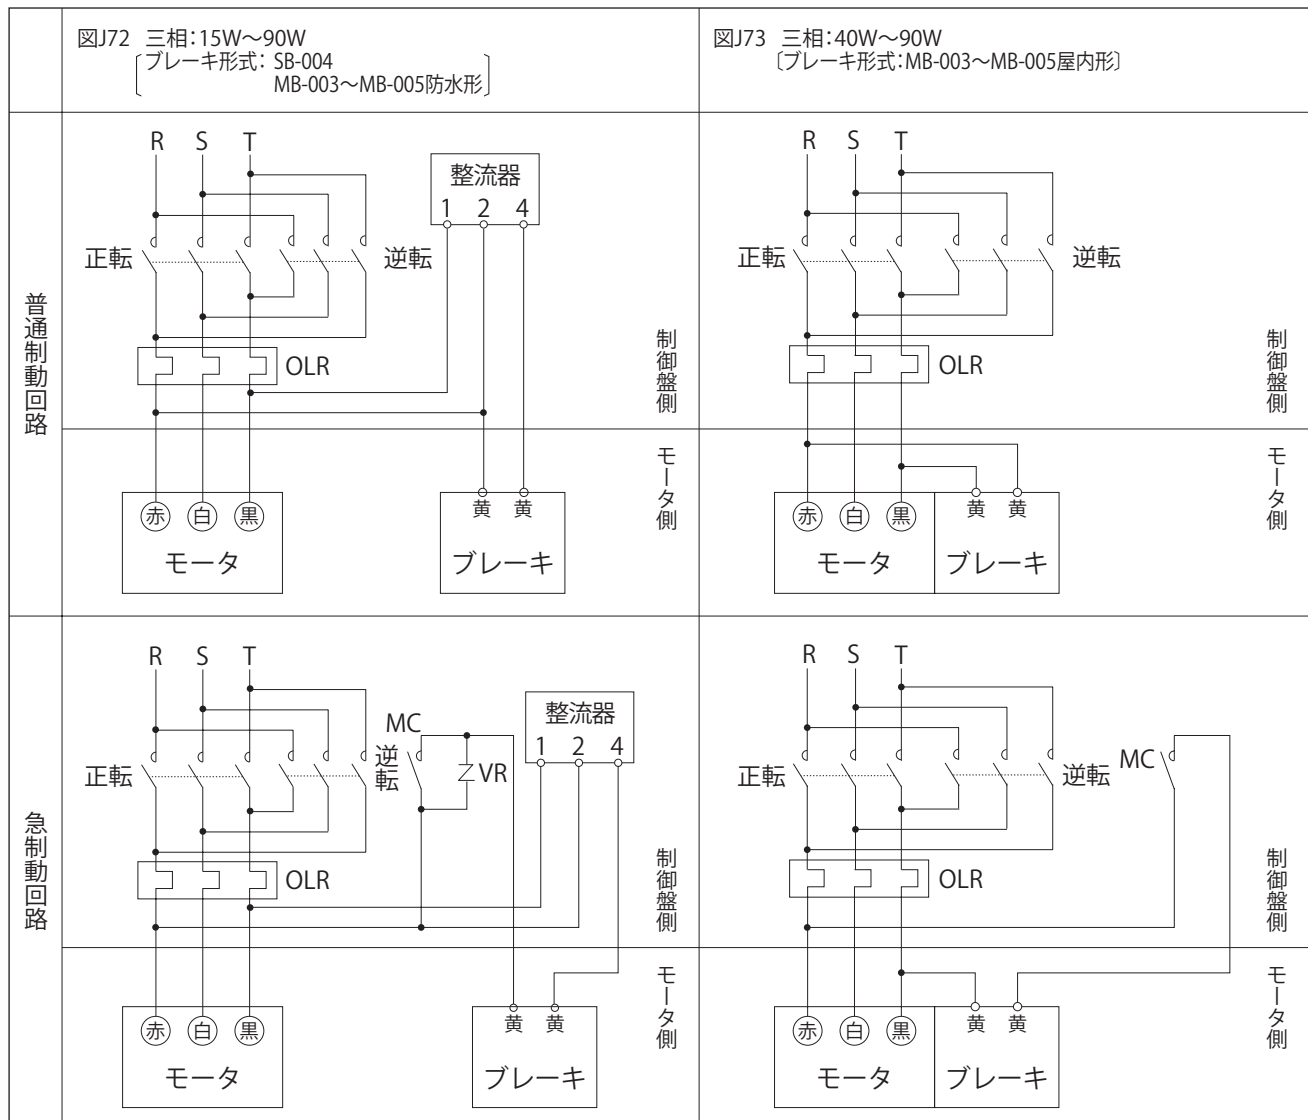 図J72 三相:15W～90W
ブレーキ形式: SB-004
MB-003～MB-005防水形
図J73 三相:40W～90W
〔ブレーキ形式:MB-003～MB-005屋内形〕
普通制動回路
R S T
整流器
1 2 4
正転
逆転
OLR
制御盤側
モータ側
赤 白 黒
モータ
黄 黄
ブレーキ
R S T
正転
逆転
OLR
制御盤側
モータ側
赤 白 黒
モータ
黄 黄
ブレーキ
急制動回路
R S T
MC
整流器
1 2 4
正転
逆転
VR
OLR
制御盤側
モータ側
赤 白 黒
モータ
黄 黄
ブレーキ
R S T
正転
逆転
MC
OLR
制御盤側
モータ側
赤 白 黒
モータ
黄 黄
ブレーキ